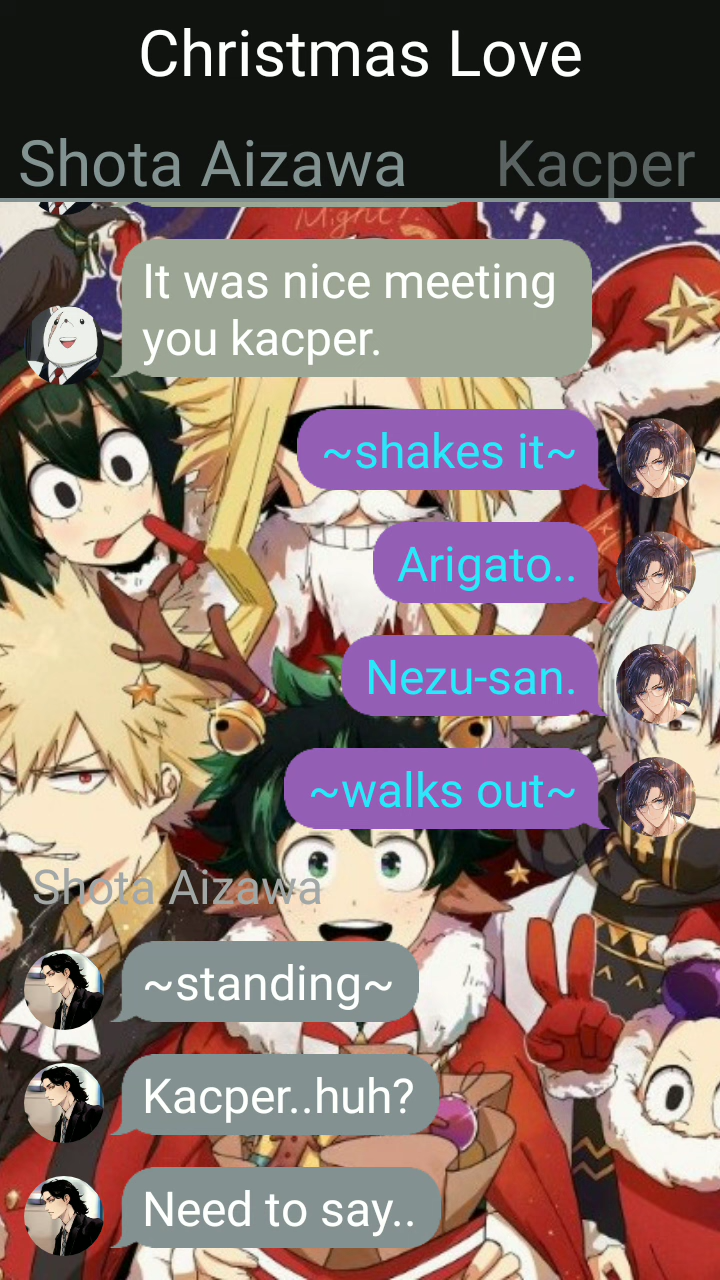 Christmas Love
Shota Aizawa
Kacper
Might!
It was nice meeting
you kacper.
~shakes it~
Arigato..
Nezu-san.
~walks out~
Shota Aizawa
~standing~
Kacper..huh?
Need to say..